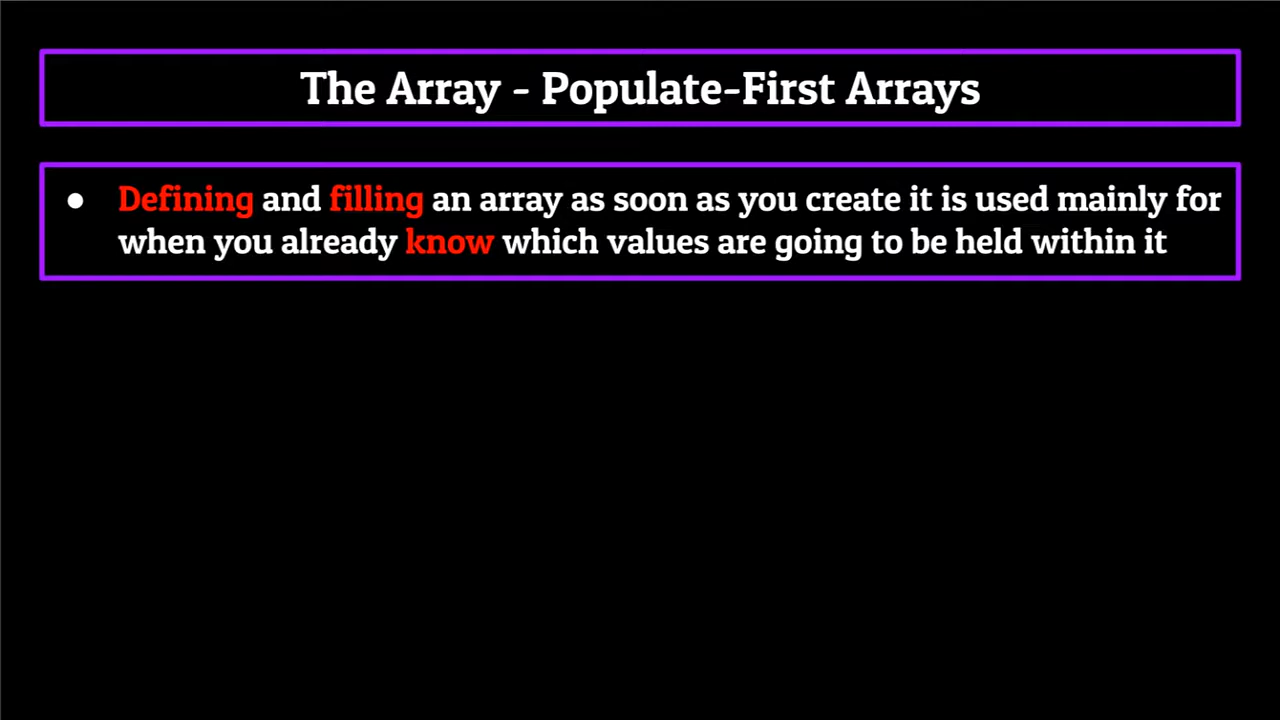 The Array - Populate-First Arrays
● Defining and filling an array as soon as you create it is used mainly for
when you already know which values are going to be held within it